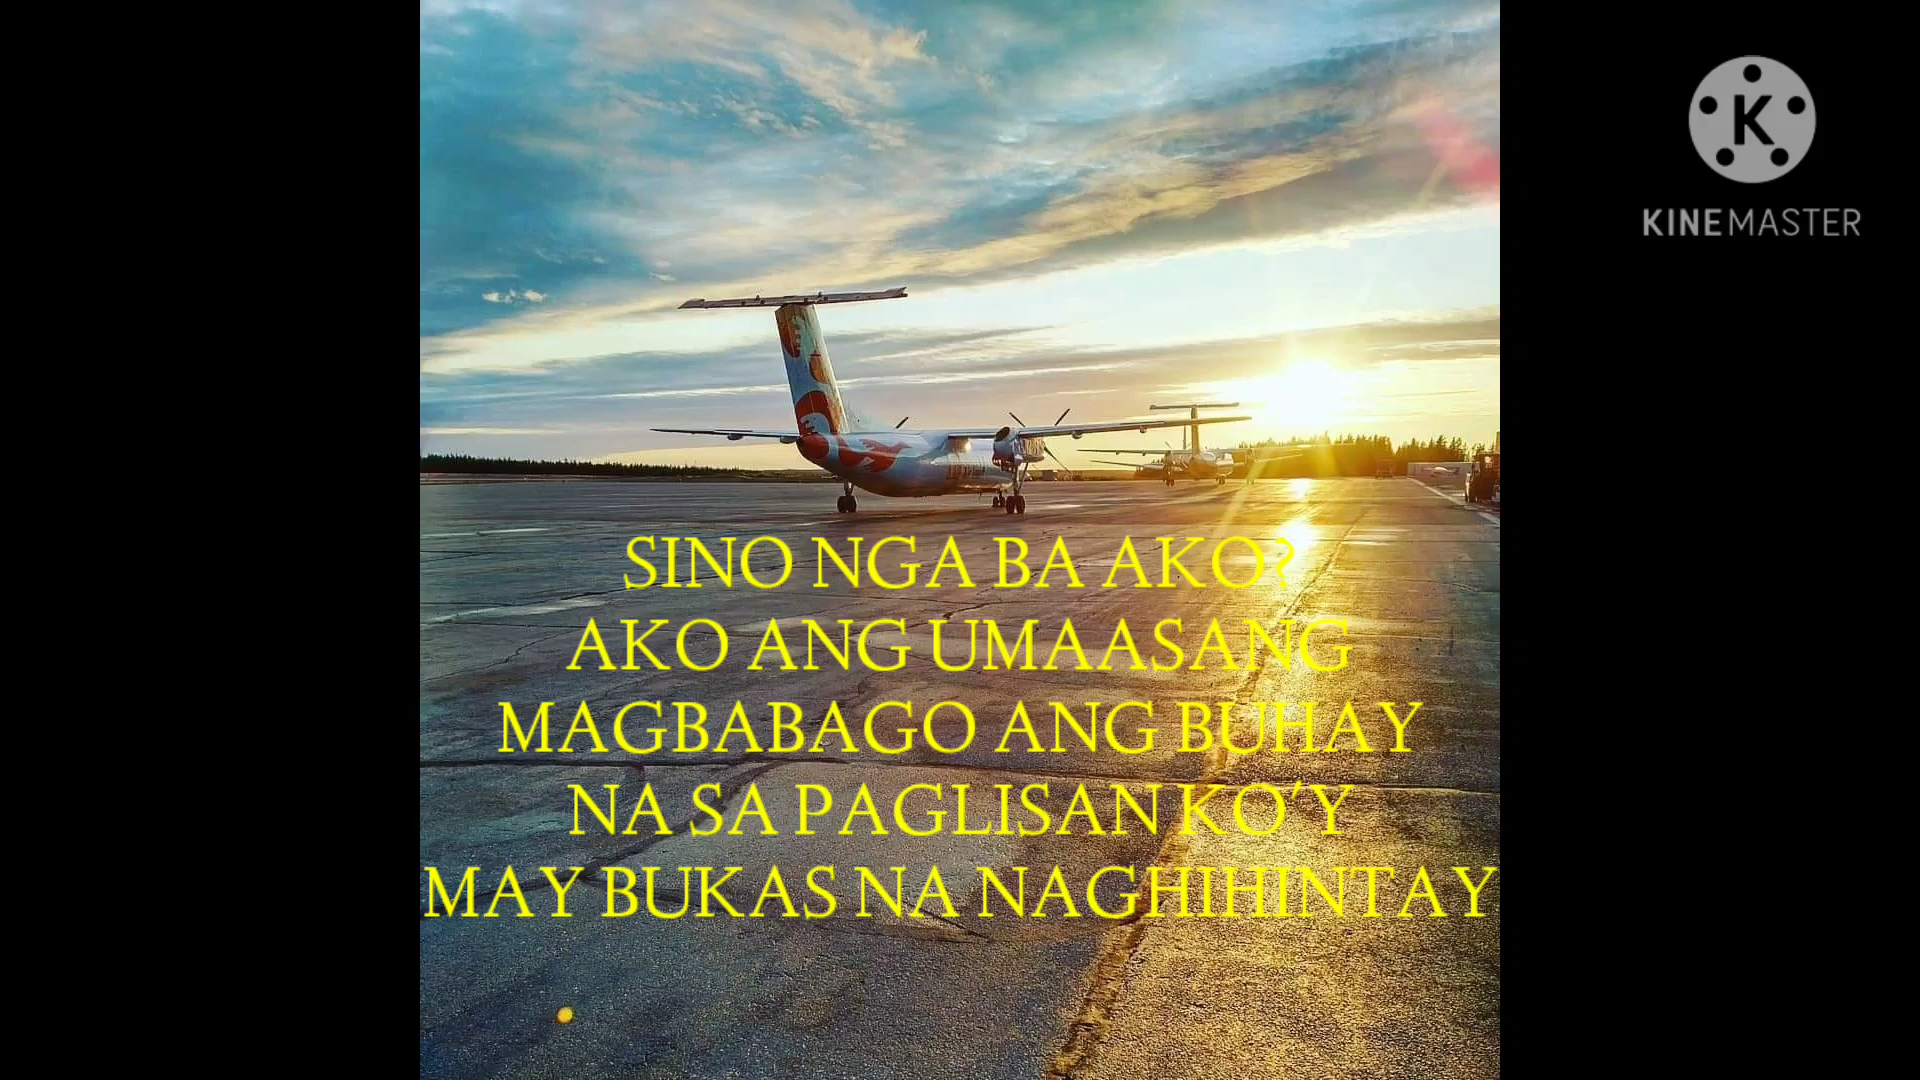 KINEMASTER
SINO NGA BA AKO?
AKO ANG UMAASANG
MAGBABAGO ANG BUHAY
NA SA PAGLISAN KO'Y
MAY BUKAS NA NAGHIHINTAY